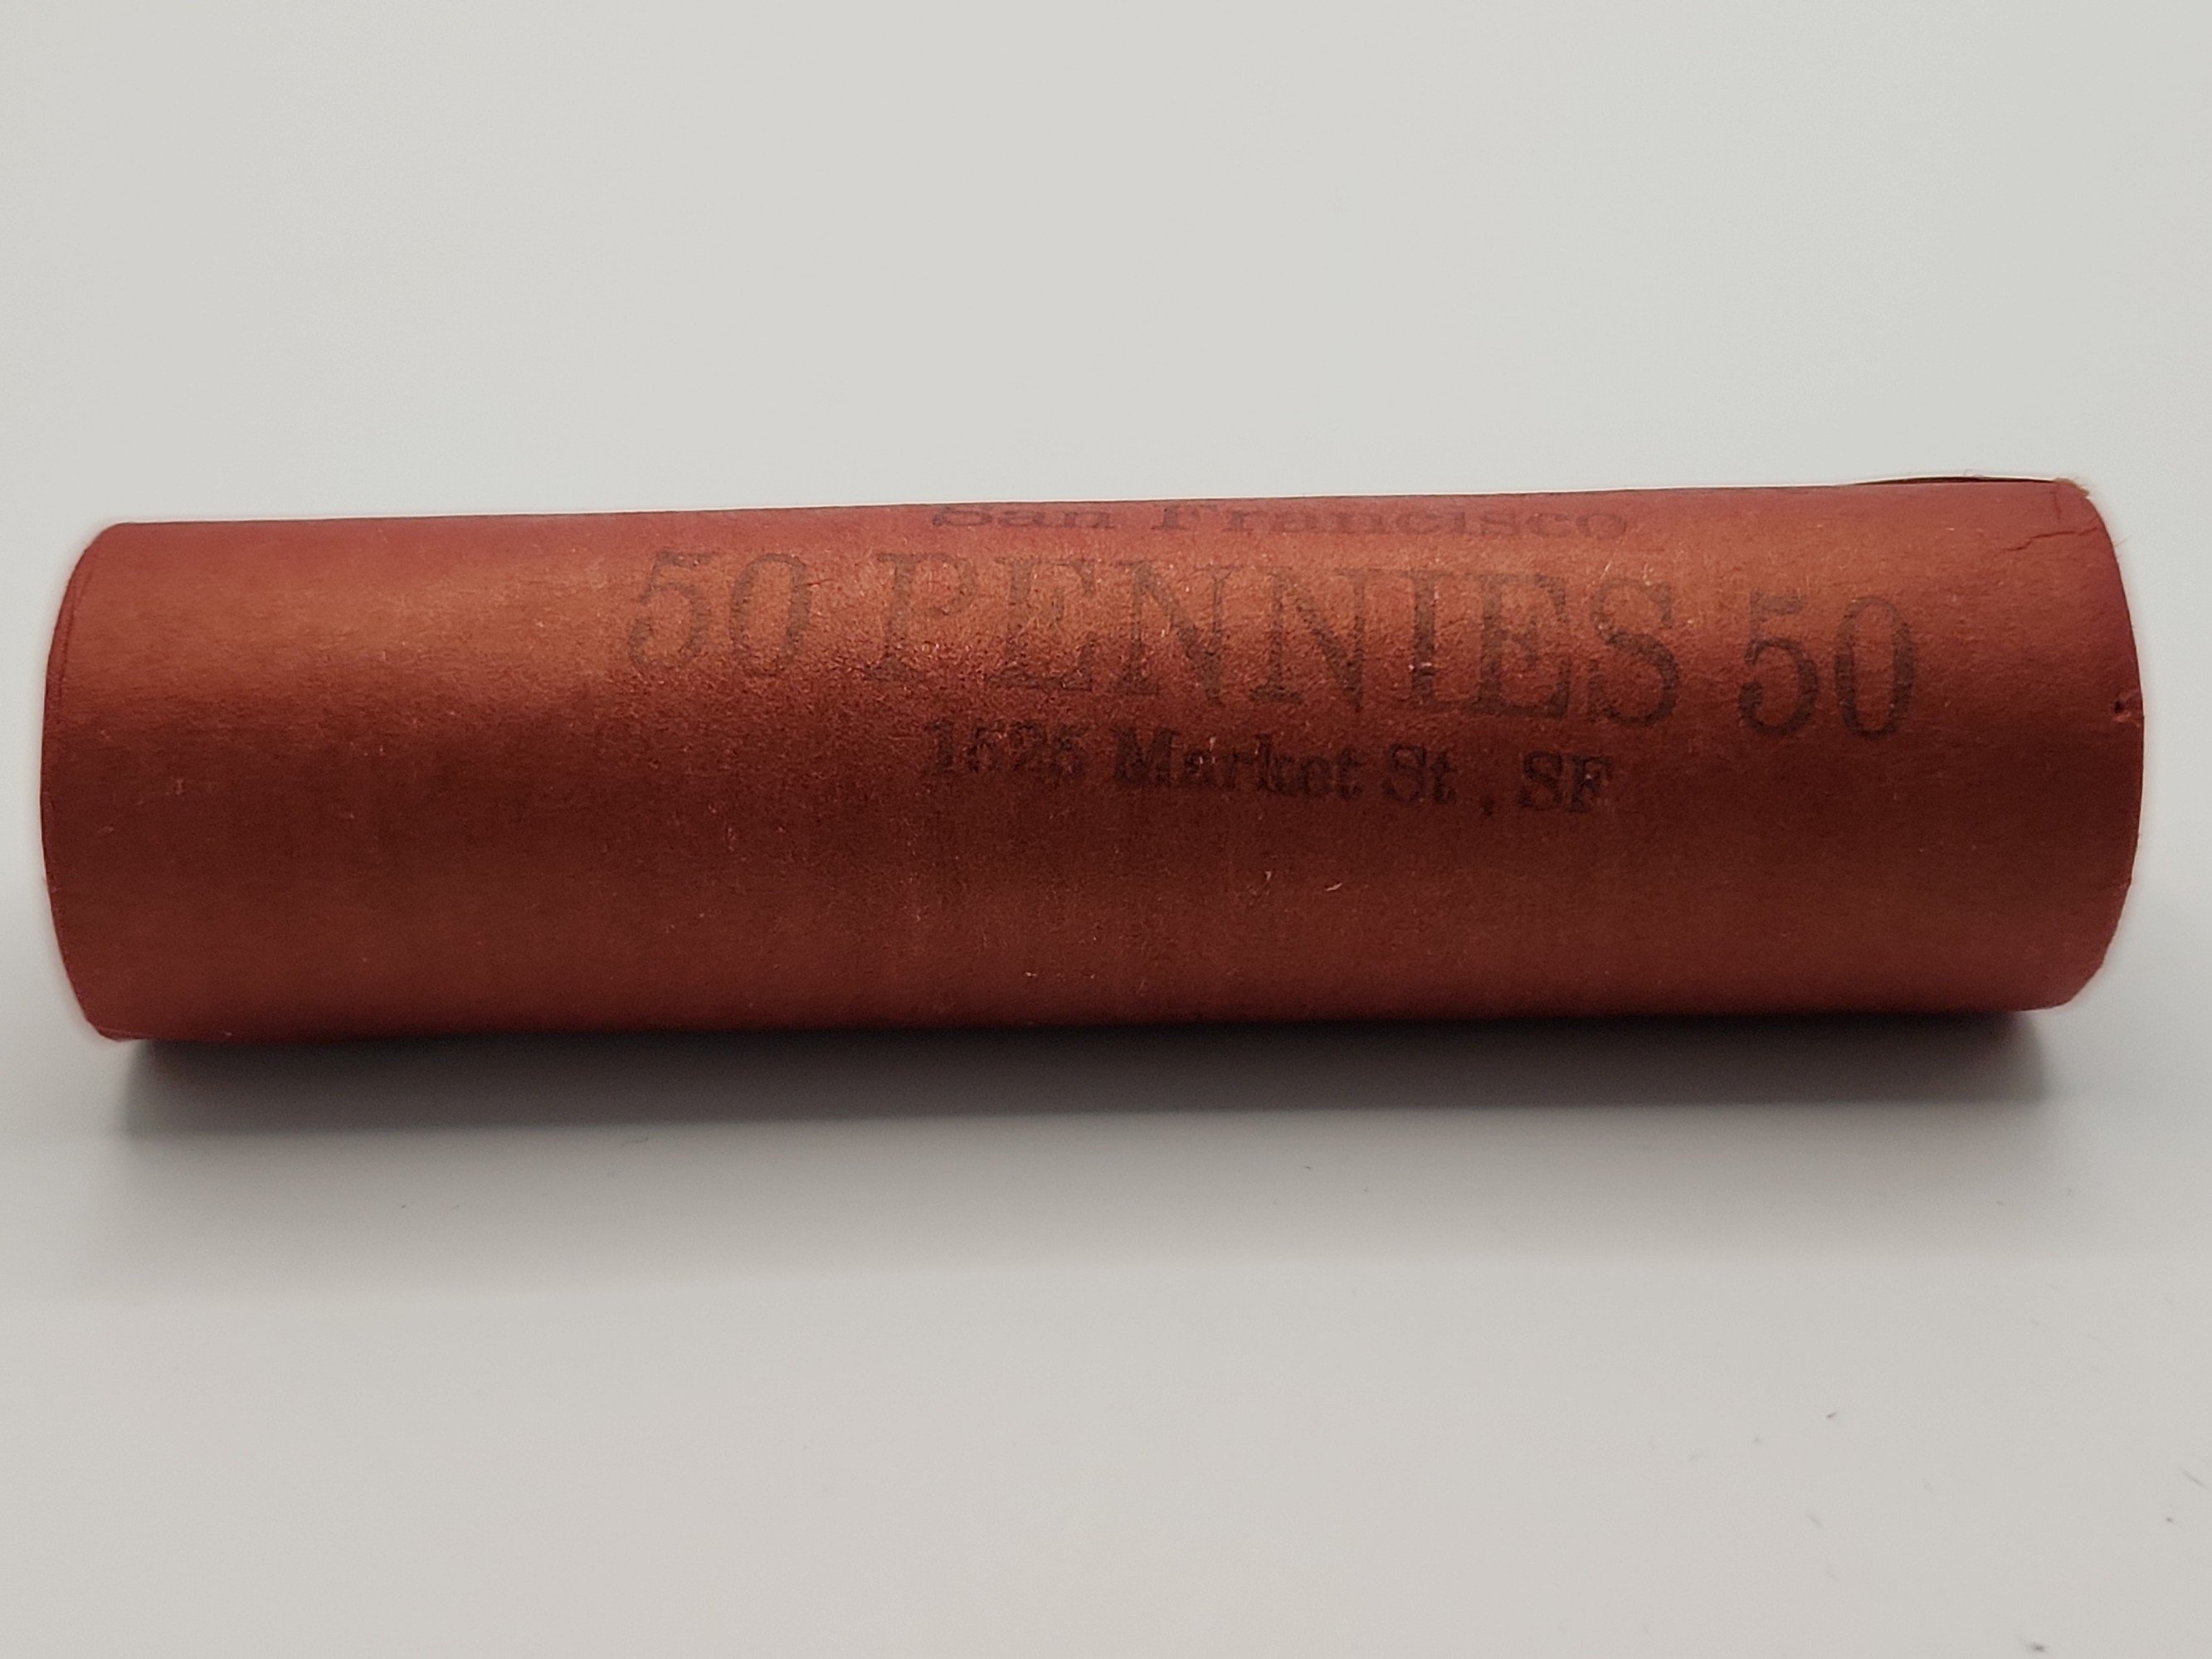 San Francisco
50 PENNIES 50
1525 Market St , SF